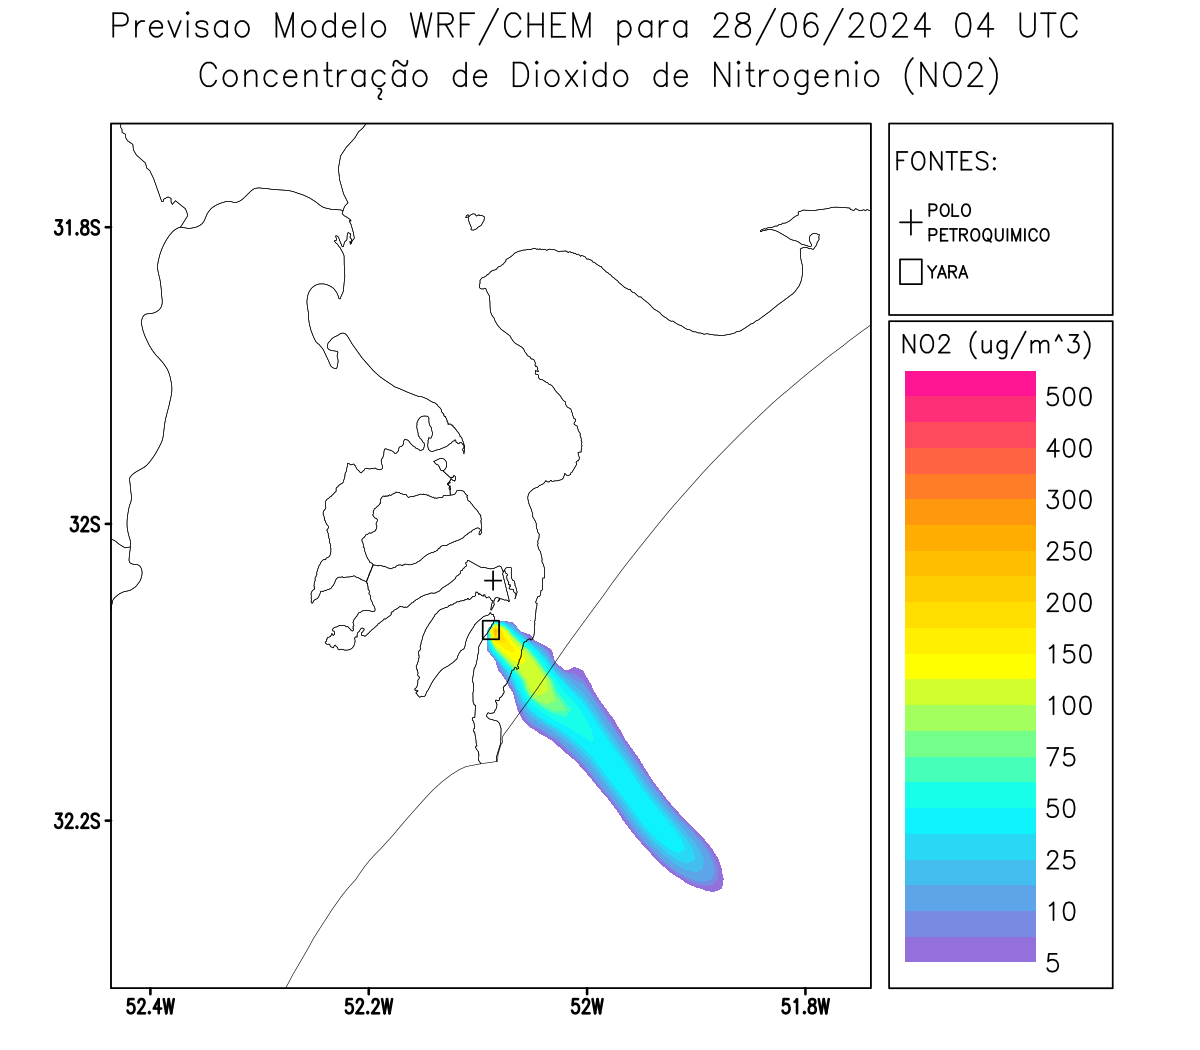 Previsao Modelo WRF/CHEM para 28/06/2024 04 UTC
Concentração de Dioxido de Nitrogenio (NO2)
FONTES:
POLO
PETROQUIMICO
YARA
NO2 (ug/m^3)
500
400
300
250
200
150
100
75
50
25
10
5
31.8S
32S
32.2S
52.4W
52.2W
52W
51.8W